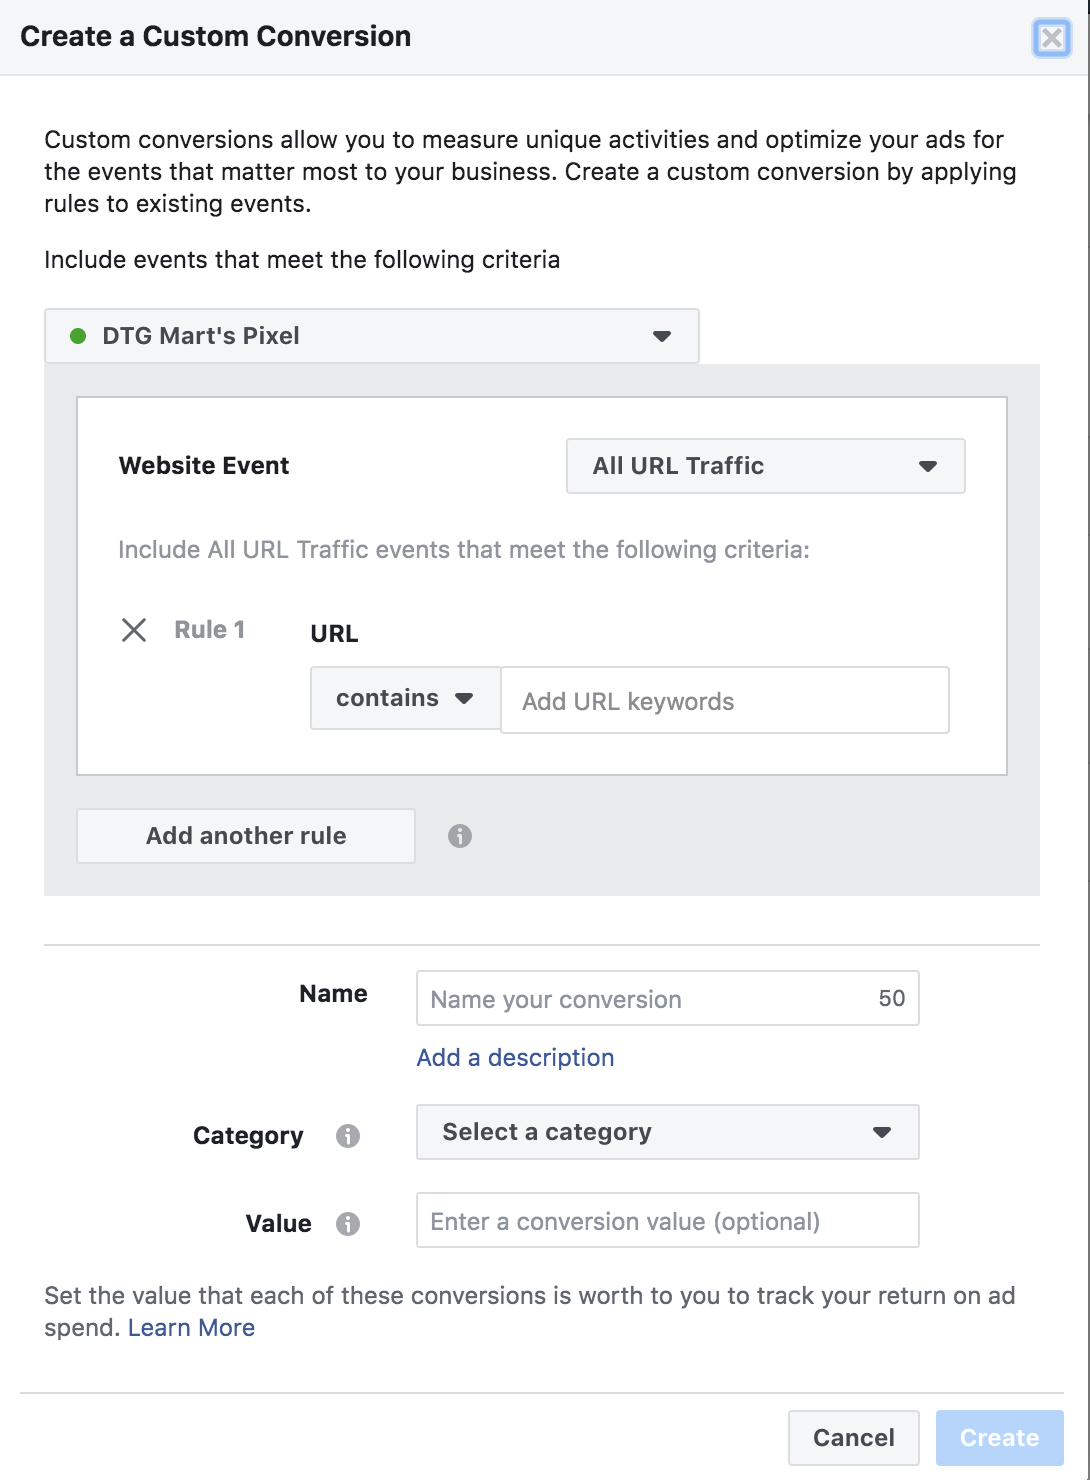 Create a Custom Conversion
Custom conversions allow you to measure unique activities and optimize your ads for
the events that matter most to your business. Create a custom conversion by applying
rules to existing events.
Include events that meet the following criteria
DTG Mart's Pixel
Website Event
All URL Traffic
Include All URL Traffic events that meet the following criteria:
Rule 1
URL
contains
Add URL keywords
Add another rule
Name
Name your conversion
50
Add a description
Category
Select a category
Value
Enter a conversion value (optional)
Set the value that each of these conversions is worth to you to track your return on ad
spend. Learn More
Cancel
Create